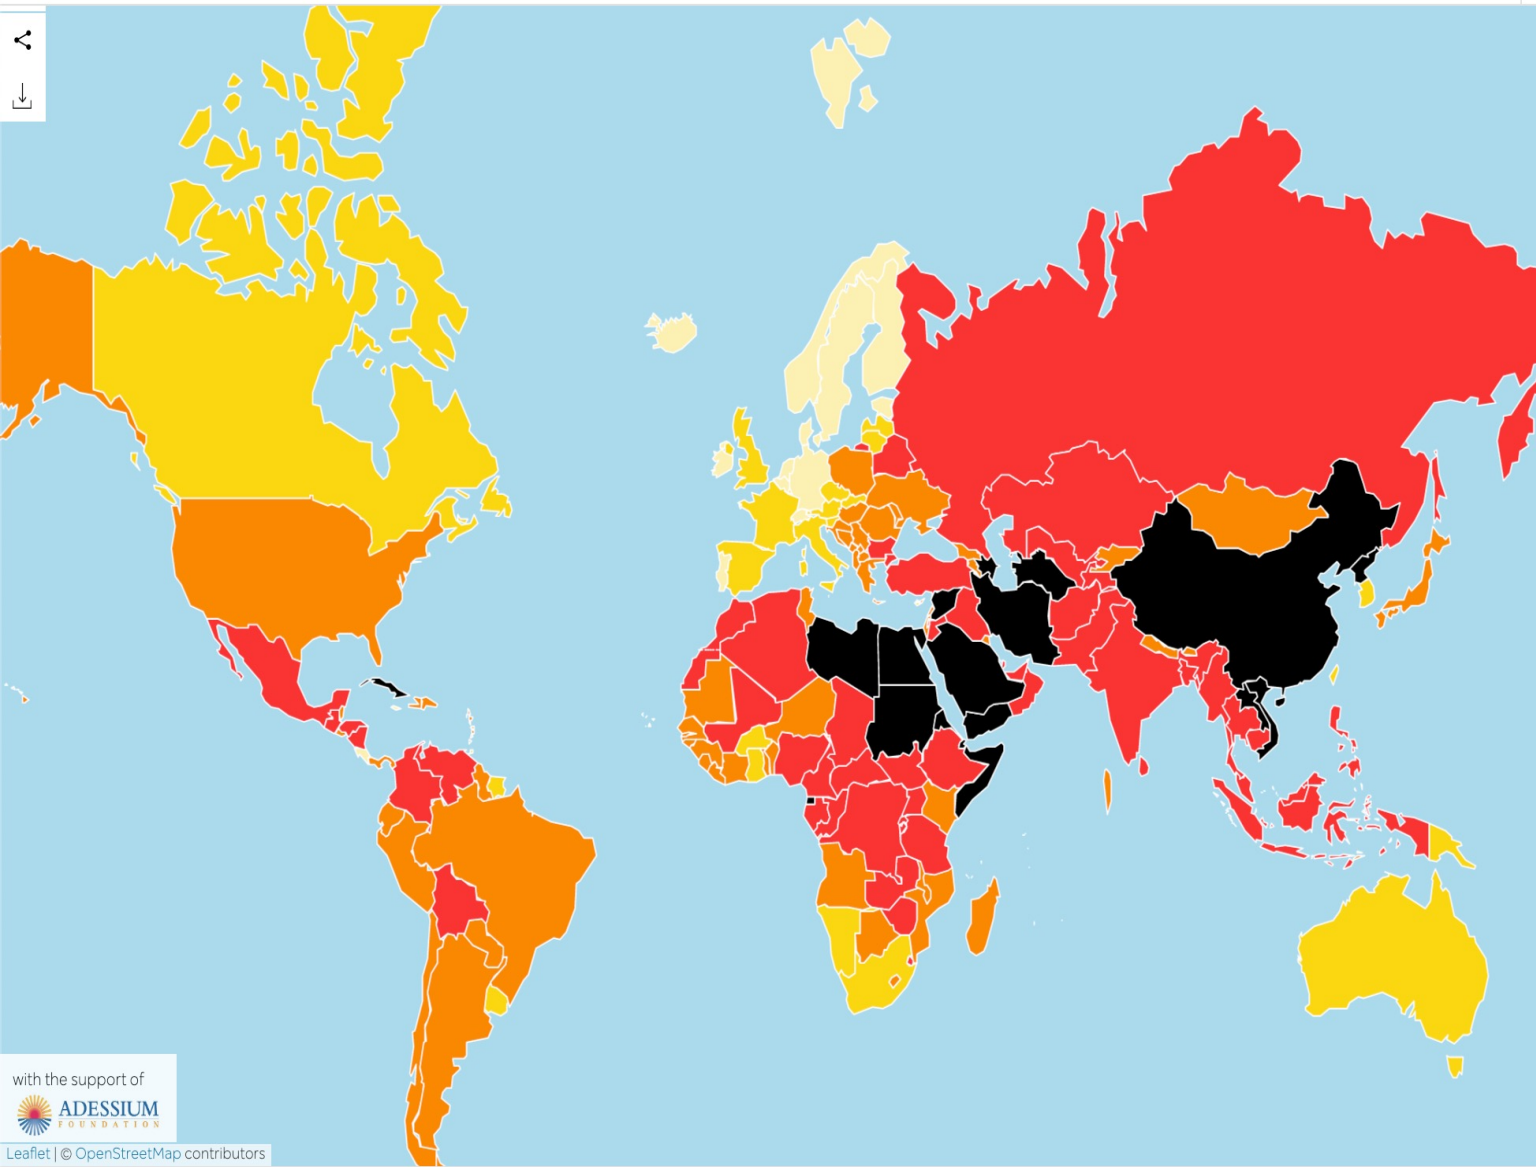 with the support of
ADESSIUM
FOUNDATION
Leaflet | © OpenStreetMap contributors